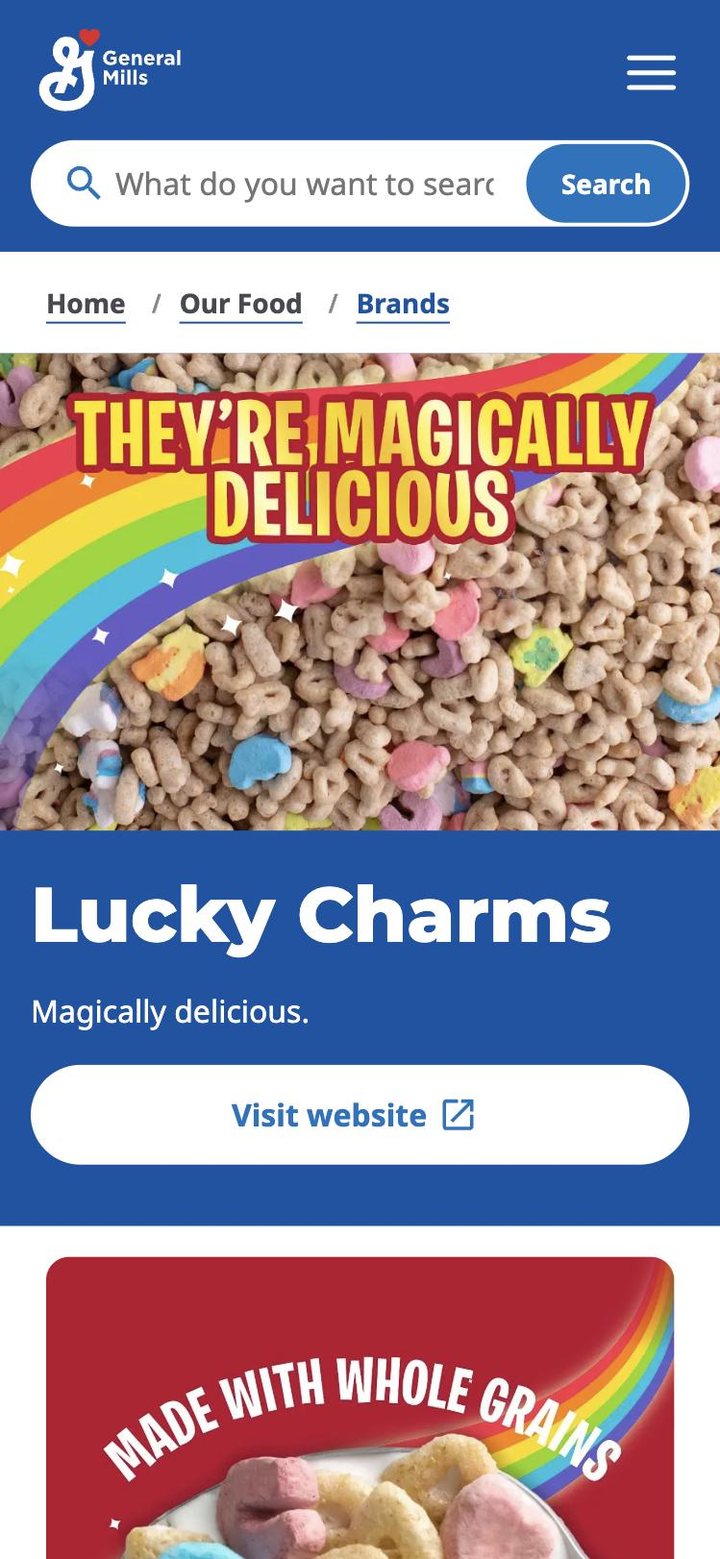 General
Mills
What do you want to searc
Search
Home / Our Food / Brands
THEY'RE MAGICALLY
DELICIOUS
Lucky Charms
Magically delicious.
Visit website
MADE WITH WHOLE GRAINS